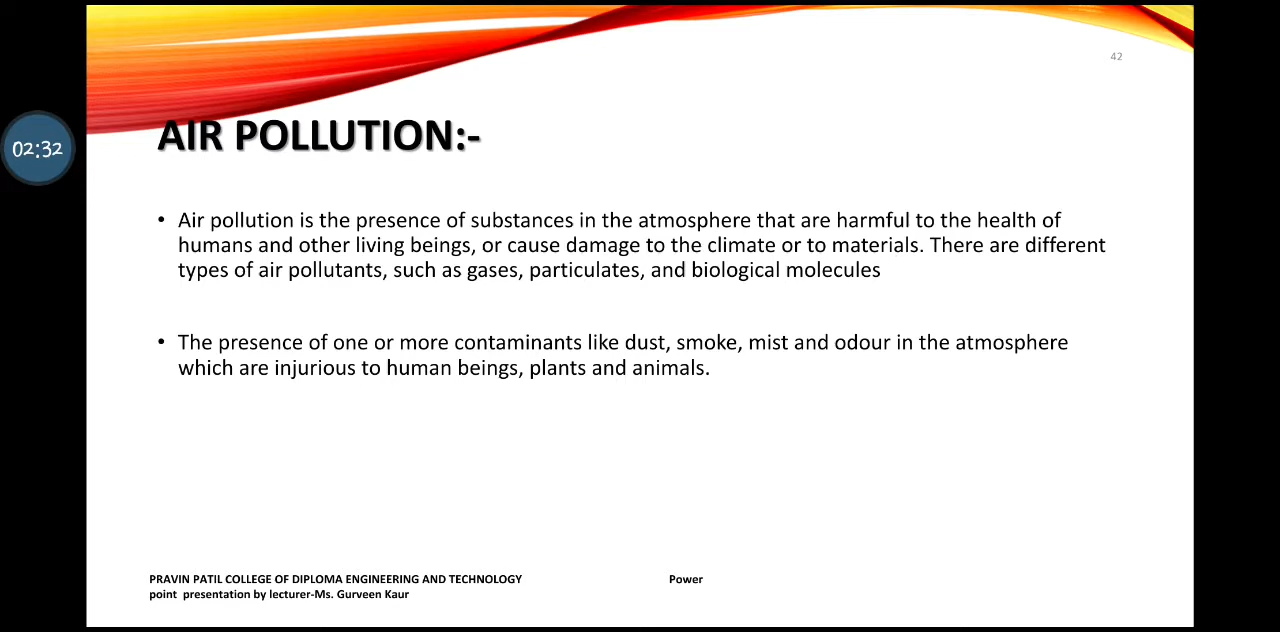 42
AIR POLLUTION:-
02:32
• Air pollution is the presence of substances in the atmosphere that are harmful to the health of
humans and other living beings, or cause damage to the climate or to materials. There are different
types of air pollutants, such as gases, particulates, and biological molecules
• The presence of one or more contaminants like dust, smoke, mist and odour in the atmosphere
which are injurious to human beings, plants and animals.
PRAVIN PATIL COLLEGE OF DIPLOMA ENGINEERING AND TECHNOLOGY Power
point presentation by lecturer-Ms. Gurveen Kaur